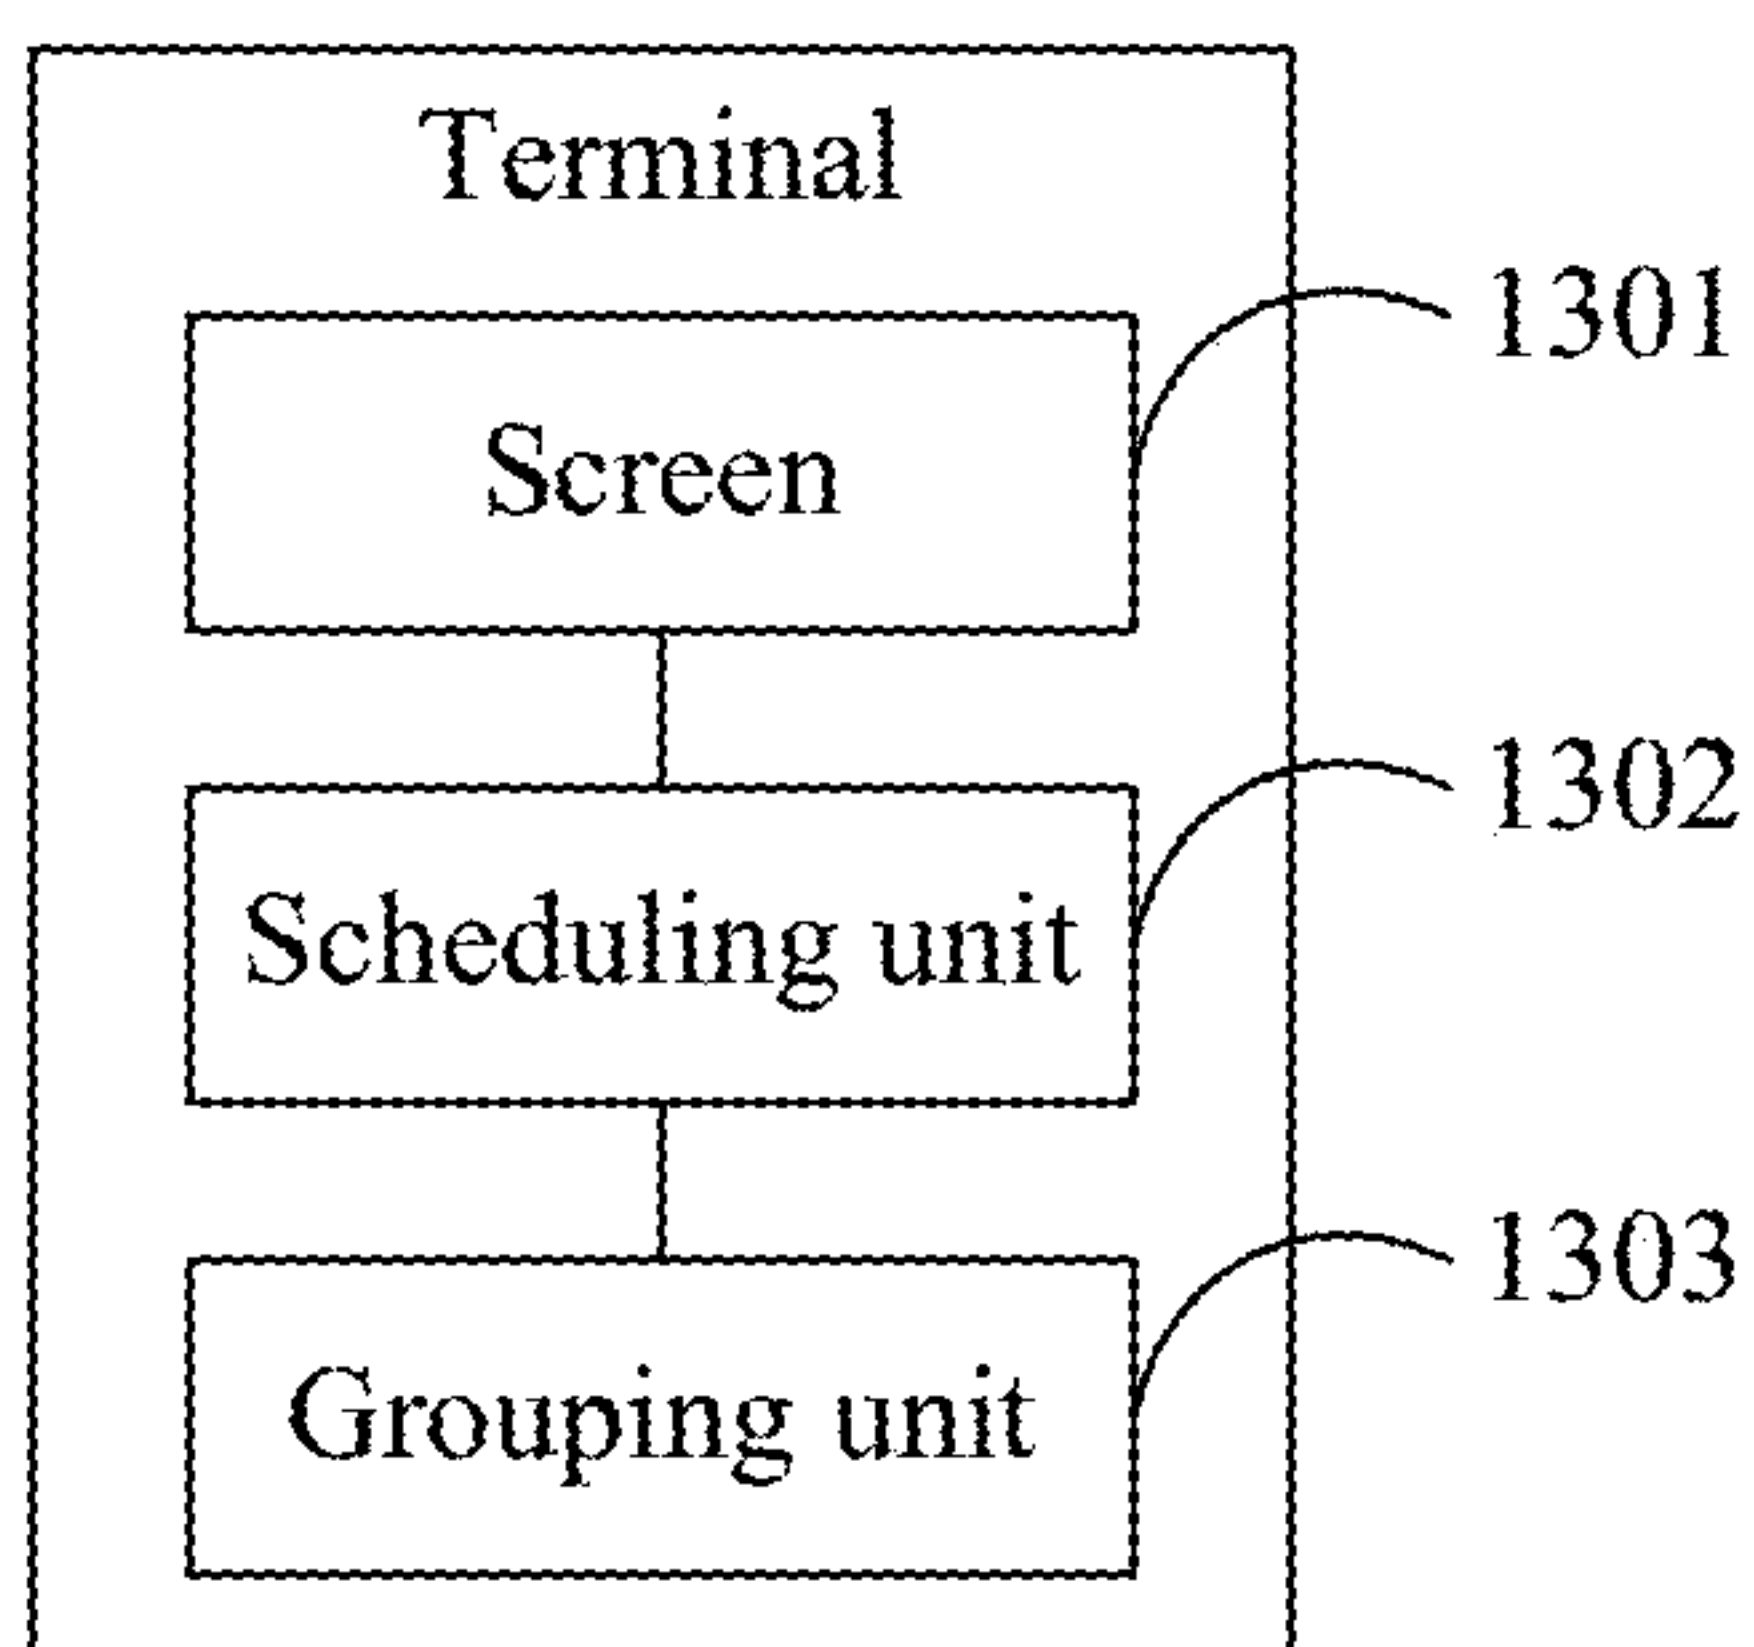 Terminal
1301
Screen
1302
Scheduling unit
1303
Grouping unit